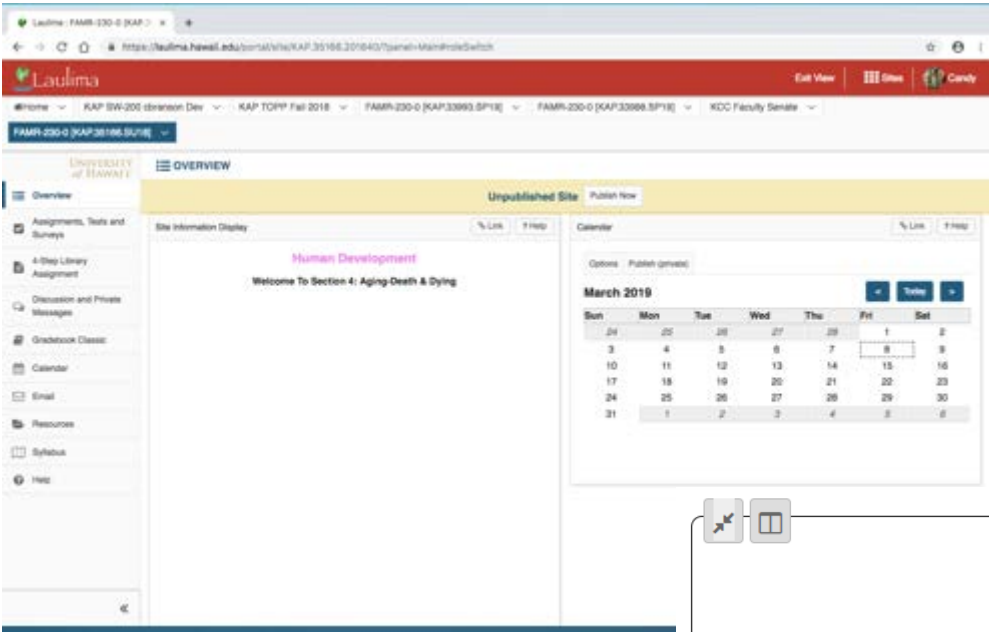 Laulima : FAMR-230-0 [KAP
https://laulima.hawaii.edu/portal/site/KAP.35166.201840/?panel=Main#roleSwitch
Laulima
Exit View
Sites
Candy
Home
KAP SW-200 cbranson Dev
KAP TOPP Fall 2018
FAMR-230-0 [KAP.33993.SP18]
FAMR-230-0 [KAP.33988.SP18]
KCC Faculty Senate
FAMR-230-0 [KAP.35166.SU18]
UNIVERSITY
of HAWAI'I
OVERVIEW
Overview
Unpublished Site
Publish Now
Assignments, Tests and
Surveys
4-Step Library
Assignment
Discussion and Private
Messages
Gradebook Classic
Calendar
Email
Resources
Syllabus
Help
Site Information Display
Link
? Help
Human Development
Welcome To Section 4: Aging-Death & Dying
Calendar
Link
? Help
Options Publish (private)
March 2019
< Today >
Sun Mon Tue Wed Thu Fri Sat
24 25 26 27 28 1 2
3 4 5 6 7 8 9
10 11 12 13 14 15 16
17 18 19 20 21 22 23
24 25 26 27 28 29 30
31 1 2 3 4 5 6